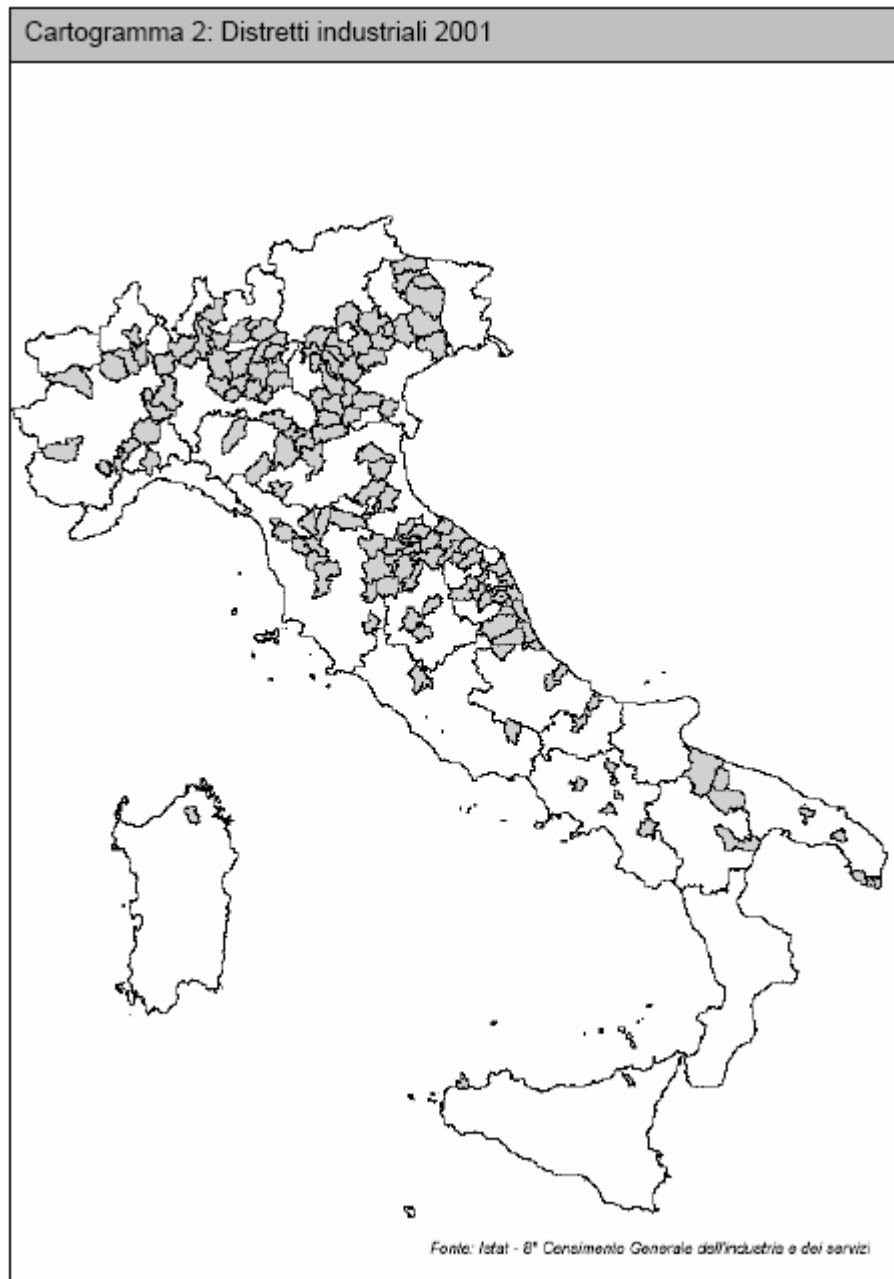 Cartogramma 2: Distretti industriali 2001
Fonte: Istat - 8° Censimento Generale dell'industria e dei servizi